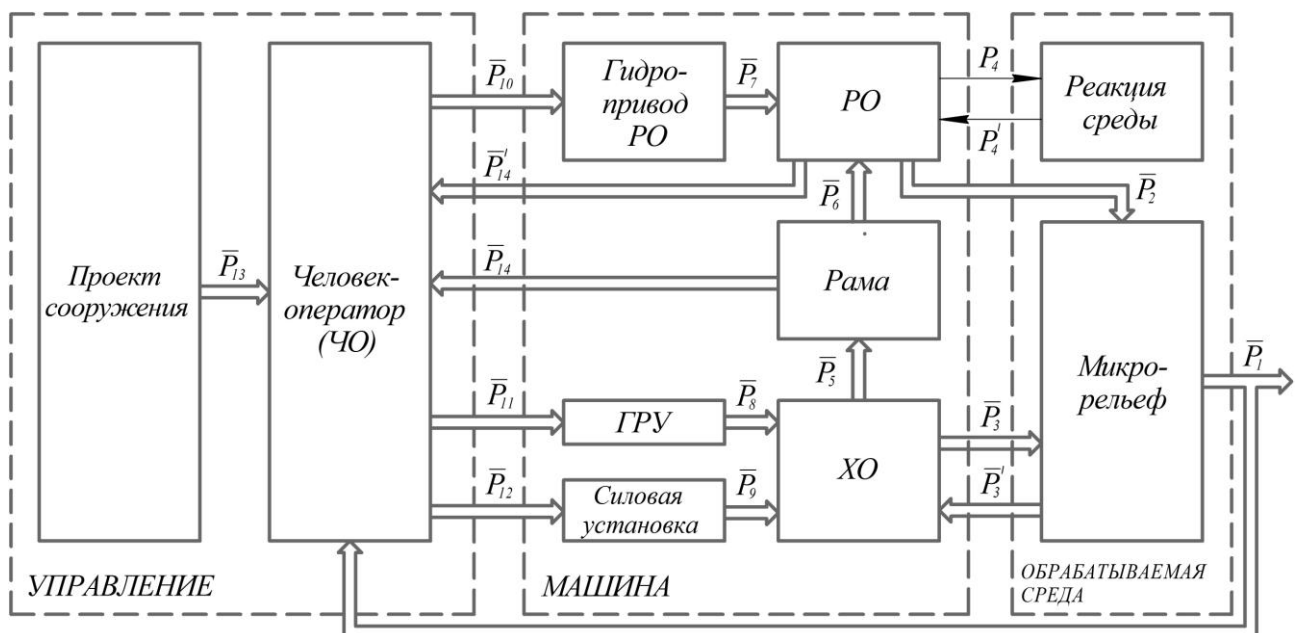 Проект
сооружения
P̅13
Человек-
оператор
(ЧО)
P̅10
P̅′14
P̅14
P̅11
P̅12
УПРАВЛЕНИЕ
Гидро-
привод
РО
P̅7
РО
P̅6
Рама
P̅5
ГРУ
P̅8
Силовая
установка
P̅9
ХО
МАШИНА
P4
P′4
P̅2
P̅3
P̅′3
Реакция
среды
Микро-
рельеф
P̅1
ОБРАБАТЫВАЕМАЯ
СРЕДА